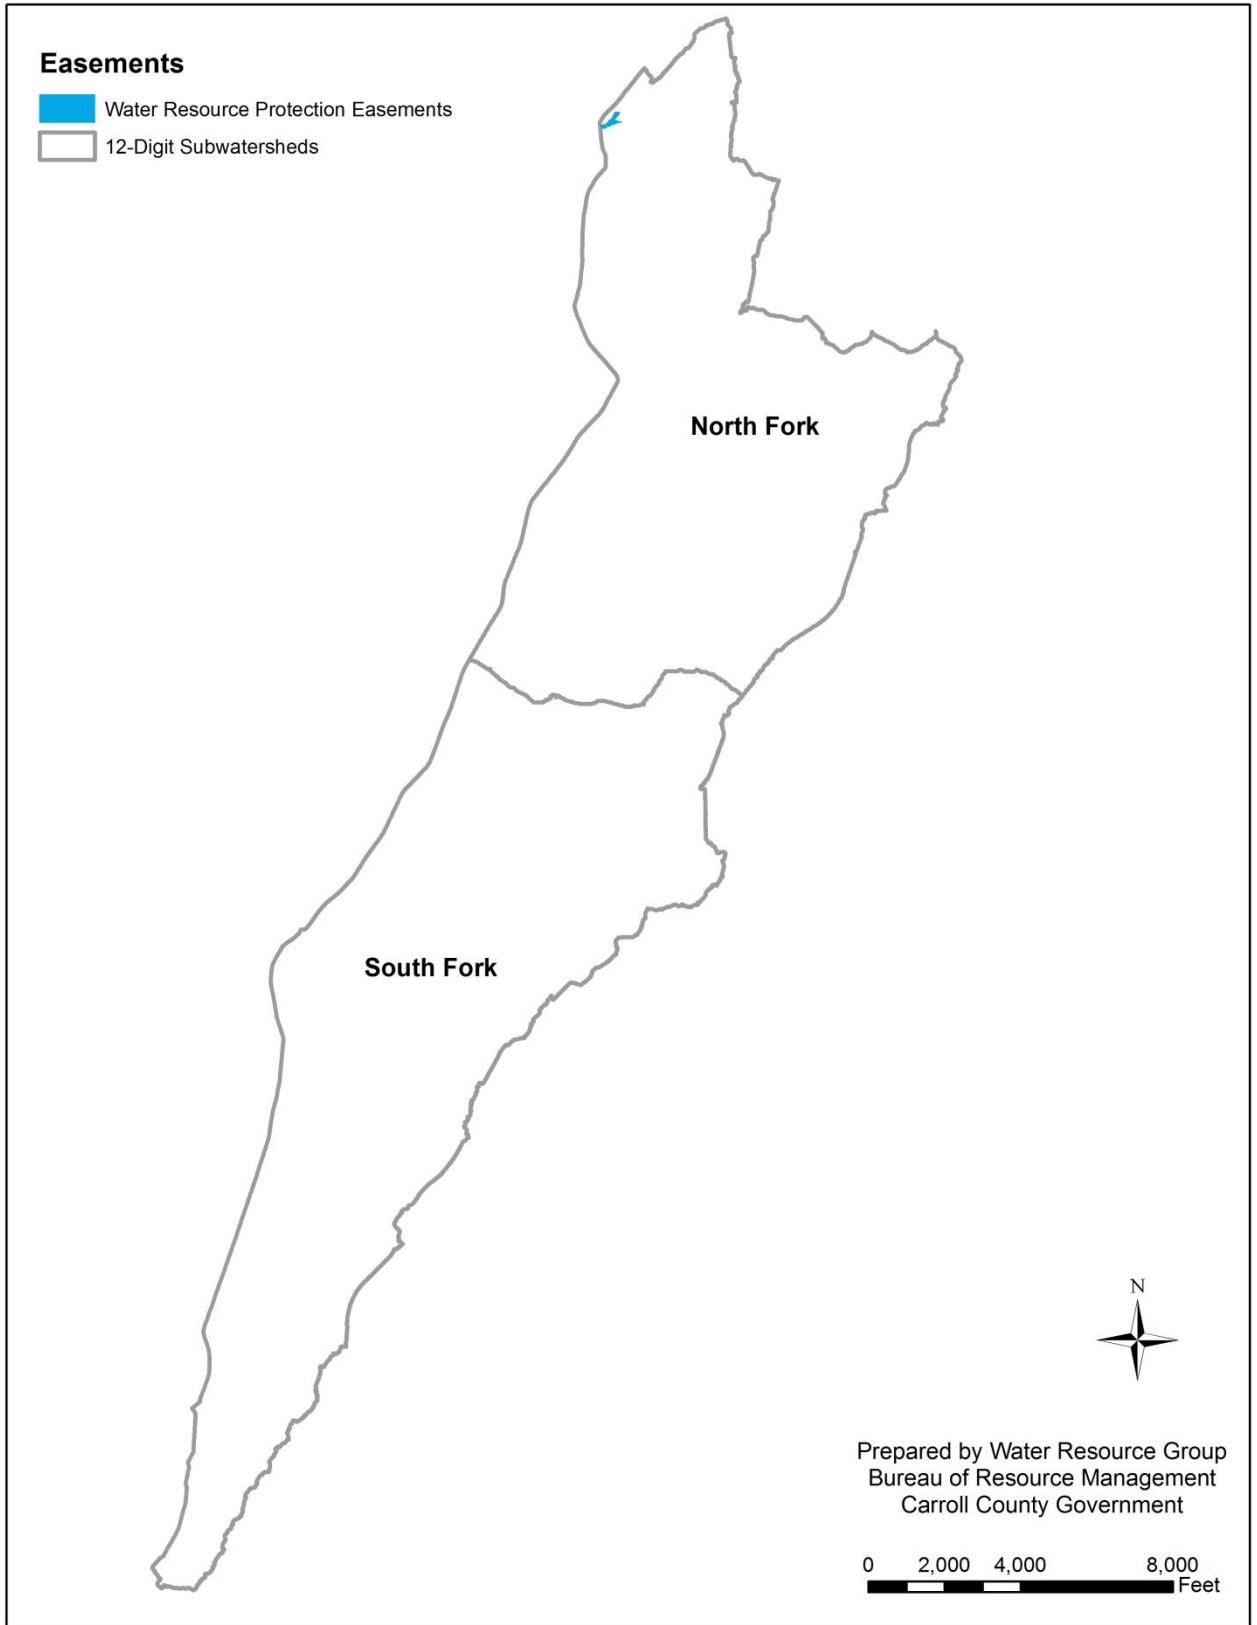 Easements
Water Resource Protection Easements
12-Digit Subwatersheds
North Fork
South Fork
N
Prepared by Water Resource Group
Bureau of Resource Management
Carroll County Government
0 2,000 4,000 8,000
Feet